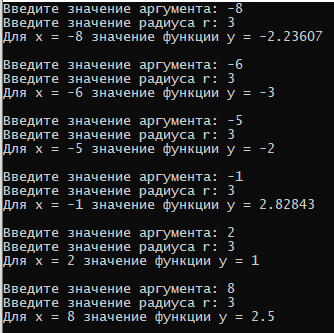 Введите значение аргумента: -8
Введите значение радиуса r: 3
Для x = -8 значение функции y = -2.23607
Введите значение аргумента: -6
Введите значение радиуса r: 3
Для x = -6 значение функции y = -3
Введите значение аргумента: -5
Введите значение радиуса r: 3
Для x = -5 значение функции y = -2
Введите значение аргумента: -1
Введите значение радиуса r: 3
Для x = -1 значение функции y = 2.82843
Введите значение аргумента: 2
Введите значение радиуса r: 3
Для x = 2 значение функции y = 1
Введите значение аргумента: 8
Введите значение радиуса r: 3
Для x = 8 значение функции y = 2.5